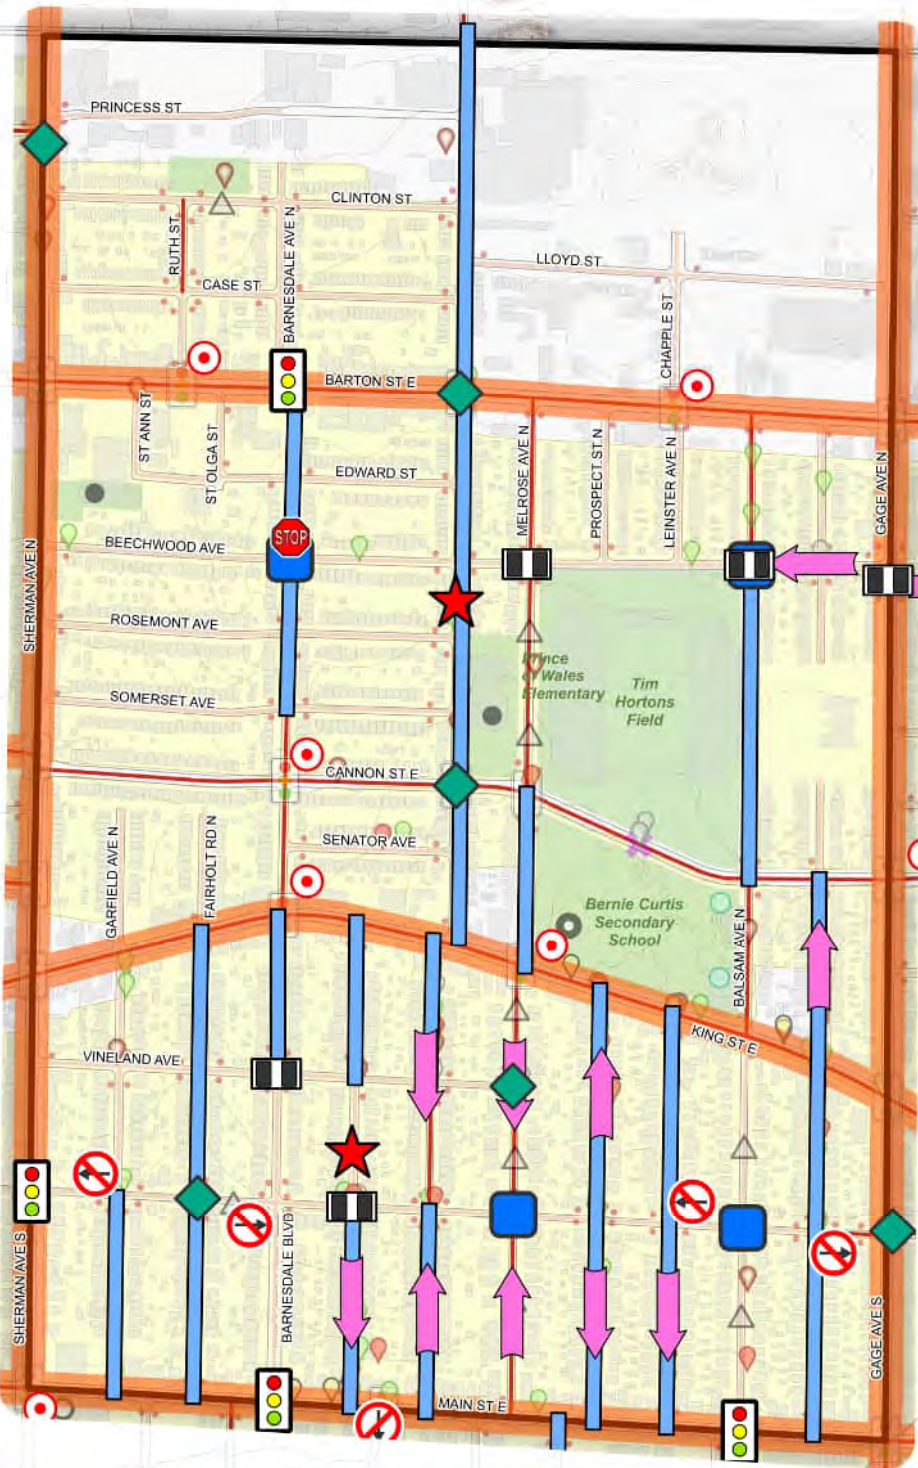 PRINCESS ST
CLINTON ST
RUTH ST
BARNESDALE AVE N
LLOYD ST
CASE ST
CHAPPLE ST
BARTON ST E
ST ANN ST
ST OLGA ST
EDWARD ST
MELROSE AVE N
PROSPECT ST N
LEINSTER AVE N
GAGE AVE N
STOP
BEECHWOOD AVE
SHERMAN AVE N
ROSEMONT AVE
Prince
of Wales
Elementary
Tim
Hortons
Field
SOMERSET AVE
CANNON ST E
SENATOR AVE
GARFIELD AVE N
FAIRHOLT RD N
Bernie Curtis
Secondary
School
BALSAM AVE N
KING ST E
VINELAND AVE
SHERMAN AVE S
BARNESDALE BLVD
GAGE AVE S
MAIN ST E